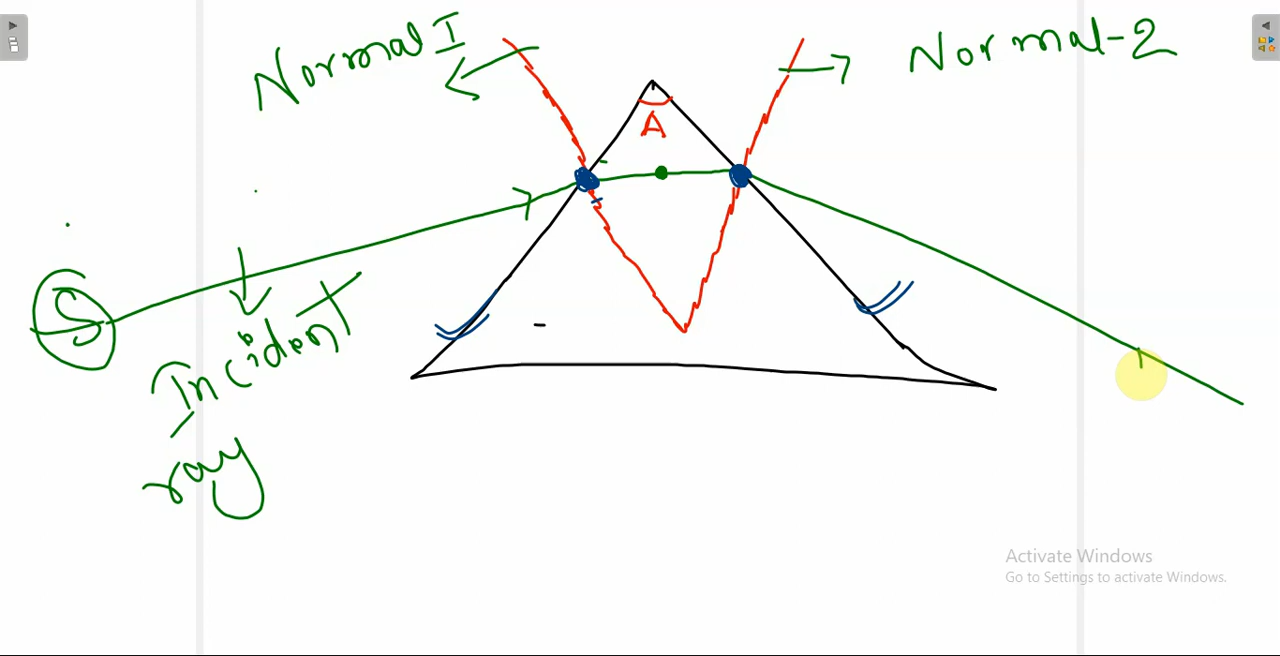 Normal I
Normal-2
A
S
Incident
ray
Activate Windows
Go to Settings to activate Windows.